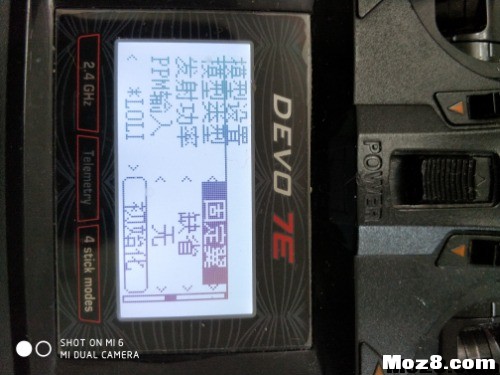 DEVO 7E
模型设置
模型类型 < 固定翼 >
发射功率 < 缺省 >
PPM输入 < 无 >
< *LOLI > 初始化
2.4 GHz
Telemetry
4 stick modes
POWER
SHOT ON MI 6
MI DUAL CAMERA
Moz8.com